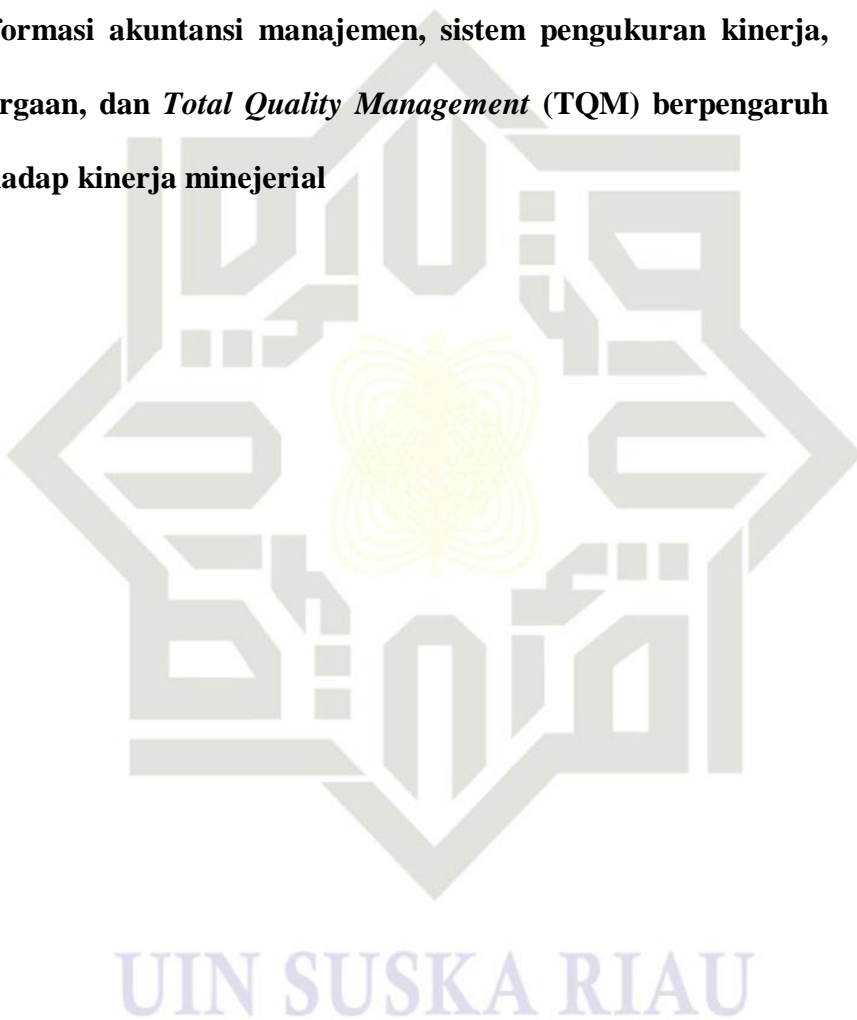 formasi akuntansi manajemen, sistem pengukuran kinerja,
rgaan, dan Total Quality Management (TQM) berpengaruh
adap kinerja minejerial
UIN SUSKA RIAU